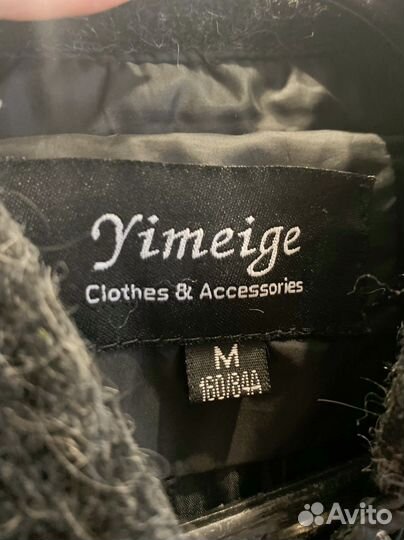 Yimeige
Clothes & Accessories
M
160/84A
Avito